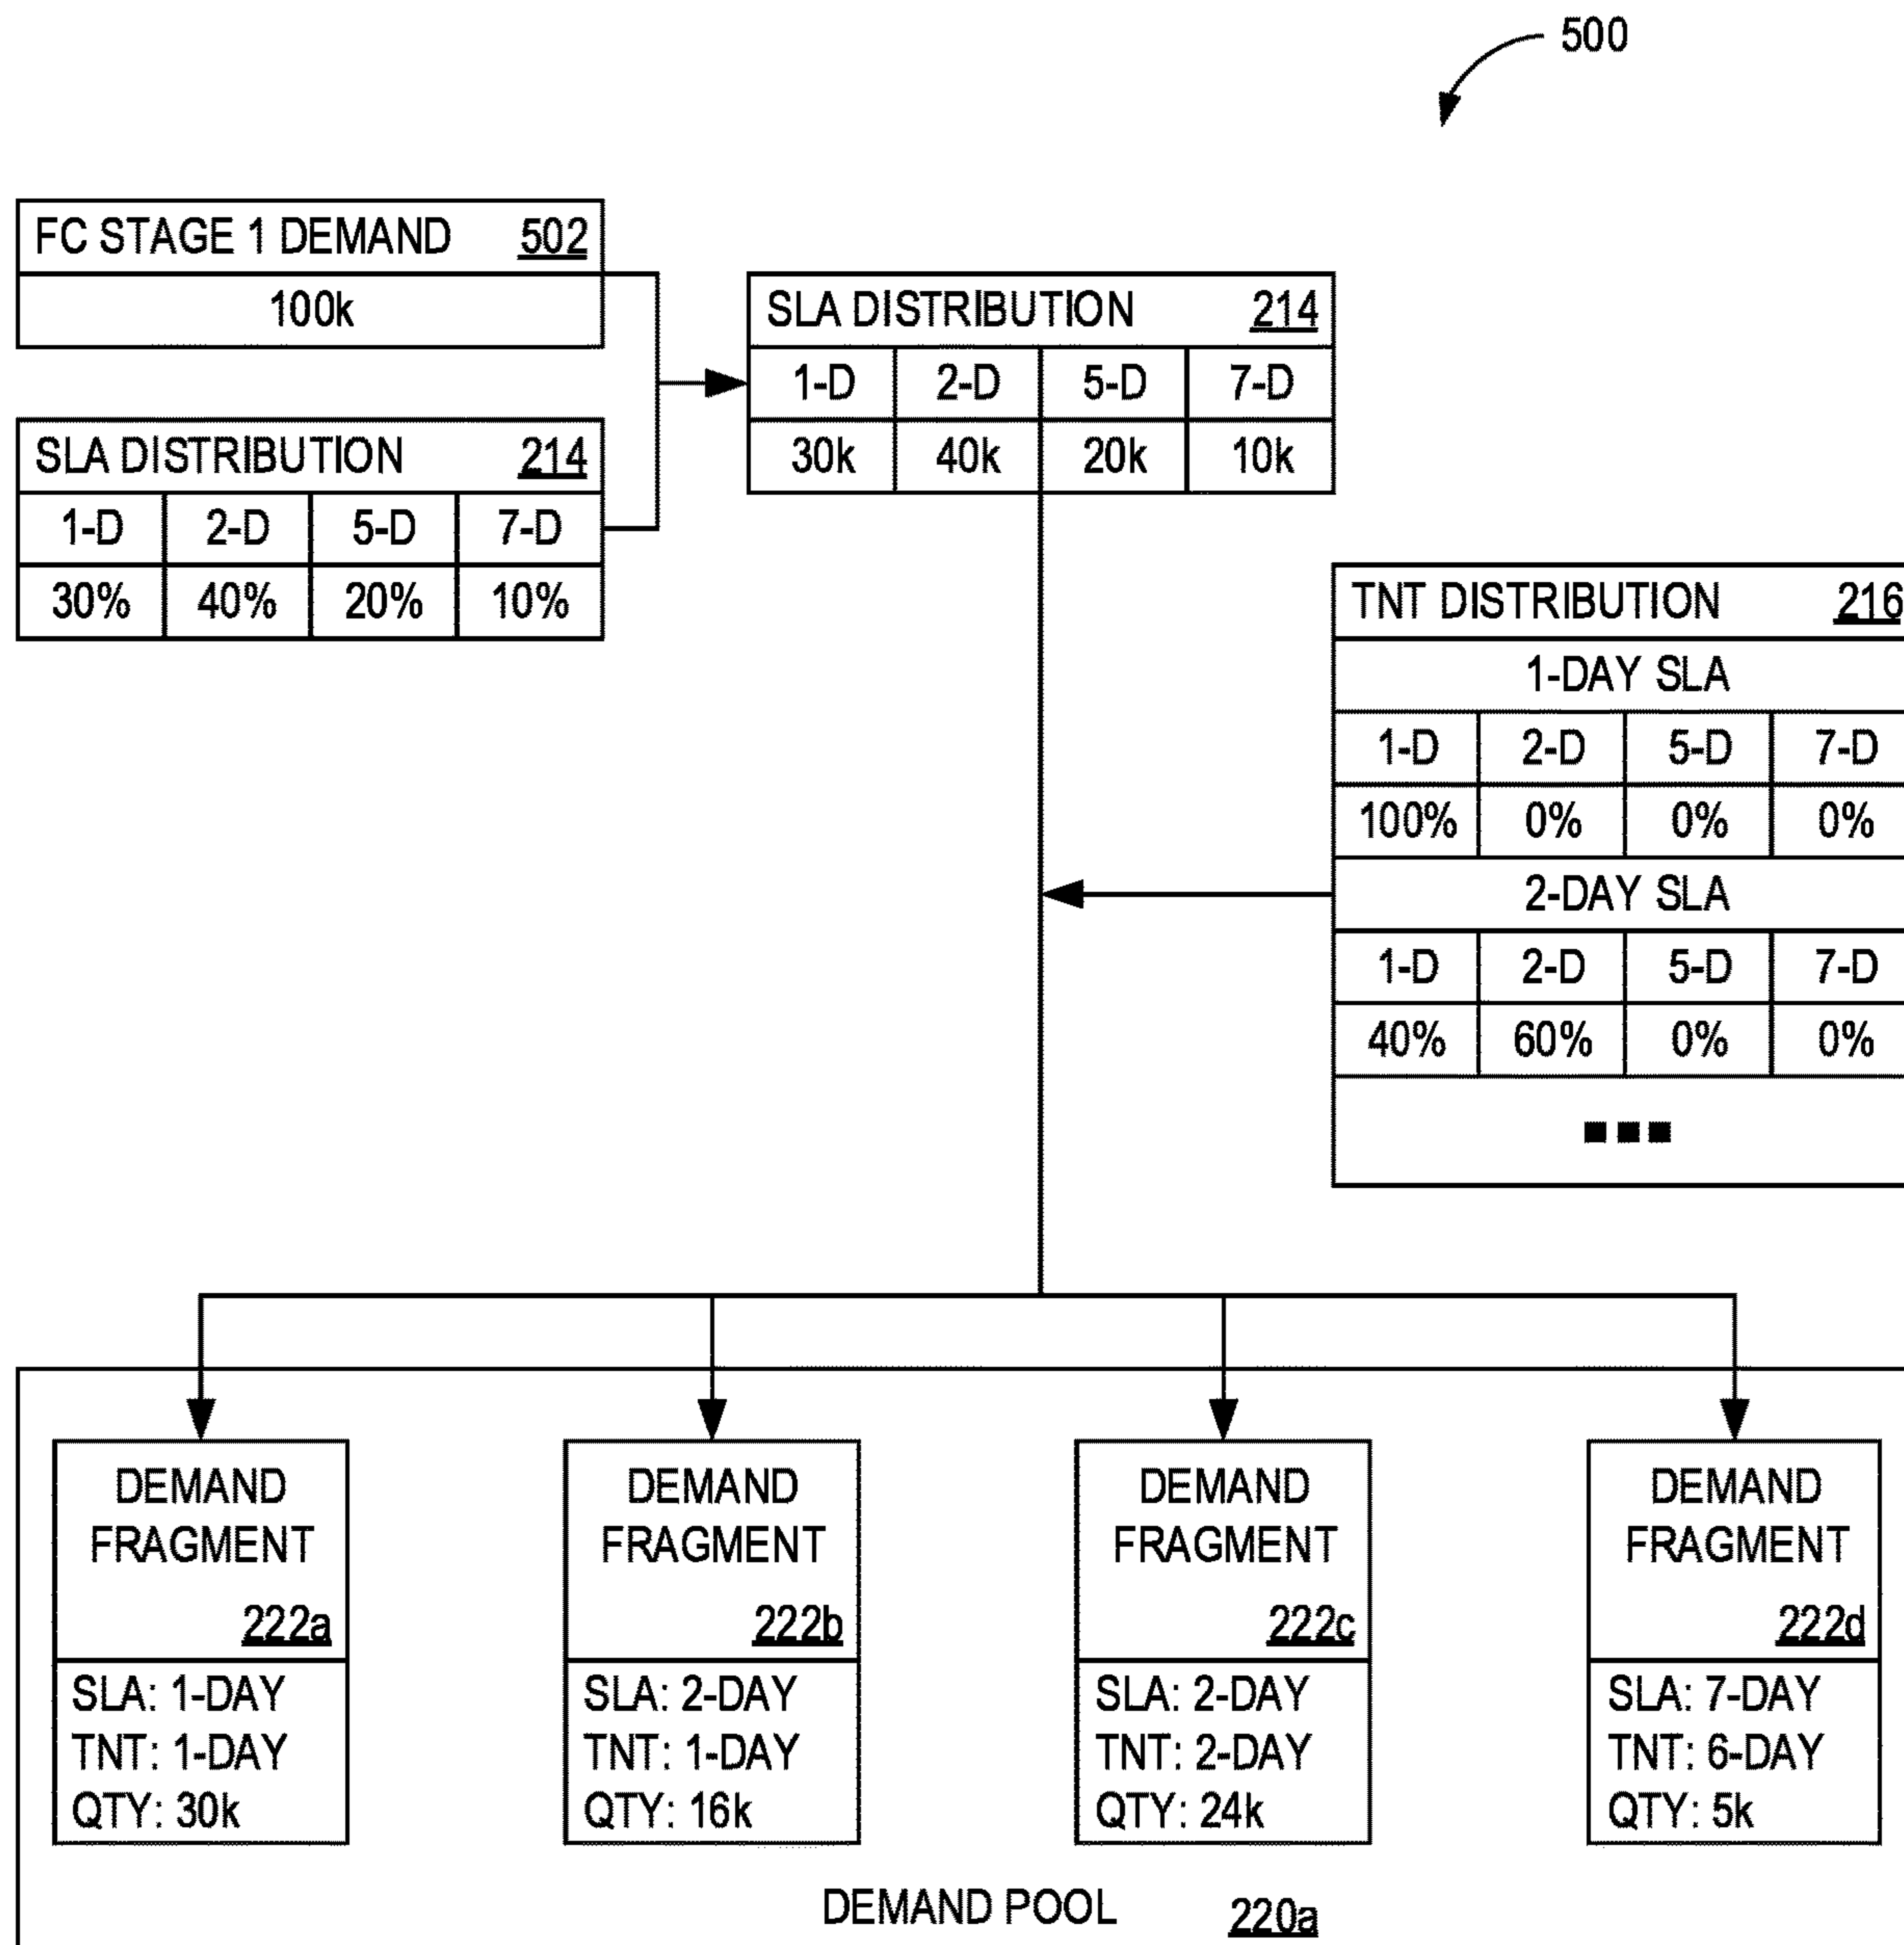 500
FC STAGE 1 DEMAND 502
100k
SLA DISTRIBUTION 214
1-D 2-D 5-D 7-D
30% 40% 20% 10%
SLA DISTRIBUTION 214
1-D 2-D 5-D 7-D
30k 40k 20k 10k
TNT DISTRIBUTION 216
1-DAY SLA
1-D 2-D 5-D 7-D
100% 0% 0% 0%
2-DAY SLA
1-D 2-D 5-D 7-D
40% 60% 0% 0%
DEMAND
FRAGMENT
222a
SLA: 1-DAY
TNT: 1-DAY
QTY: 30k
DEMAND
FRAGMENT
222b
SLA: 2-DAY
TNT: 1-DAY
QTY: 16k
DEMAND
FRAGMENT
222c
SLA: 2-DAY
TNT: 2-DAY
QTY: 24k
DEMAND
FRAGMENT
222d
SLA: 7-DAY
TNT: 6-DAY
QTY: 5k
DEMAND POOL 220a